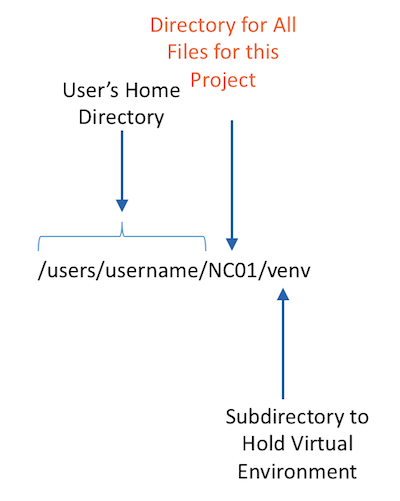 Directory for All
Files for this
Project
User’s Home
Directory
/users/username/NC01/venv
Subdirectory to
Hold Virtual
Environment